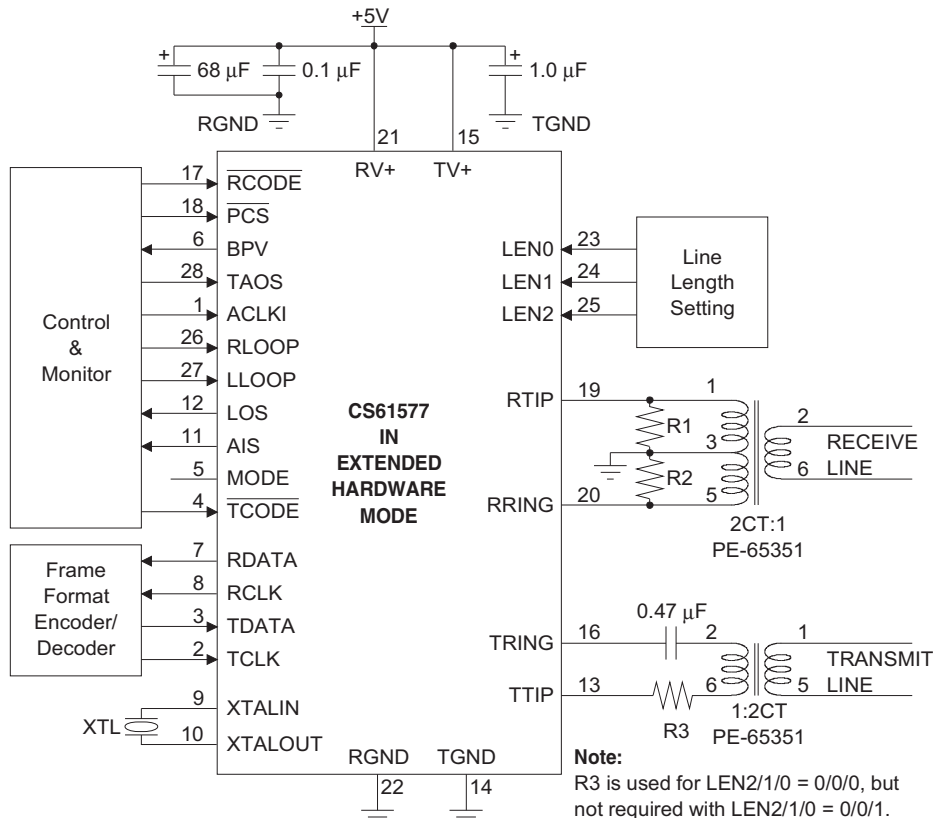 +5V
+
68 μF
0.1 μF
+
1.0 μF
RGND
TGND
21
15
RV+
TV+
Control
&
Monitor
17
RCODE
18
PCS
6
BPV
28
TAOS
1
ACLKI
26
RLOOP
27
LLOOP
12
LOS
11
AIS
5
MODE
4
TCODE
Frame
Format
Encoder/
Decoder
7
RDATA
8
RCLK
3
TDATA
2
TCLK
XTL
9
XTALIN
10
XTALOUT
CS61577
IN
EXTENDED
HARDWARE
MODE
LEN0
23
LEN1
24
LEN2
25
Line
Length
Setting
RTIP
19
R1
R2
RRING
20
1
3
5
2
6
RECEIVE
LINE
2CT:1
PE-65351
0.47 μF
TRING
16
TTIP
13
R3
2
6
1
5
TRANSMIT
LINE
1:2CT
PE-65351
RGND
22
TGND
14
Note:
R3 is used for LEN2/1/0 = 0/0/0, but
not required with LEN2/1/0 = 0/0/1.